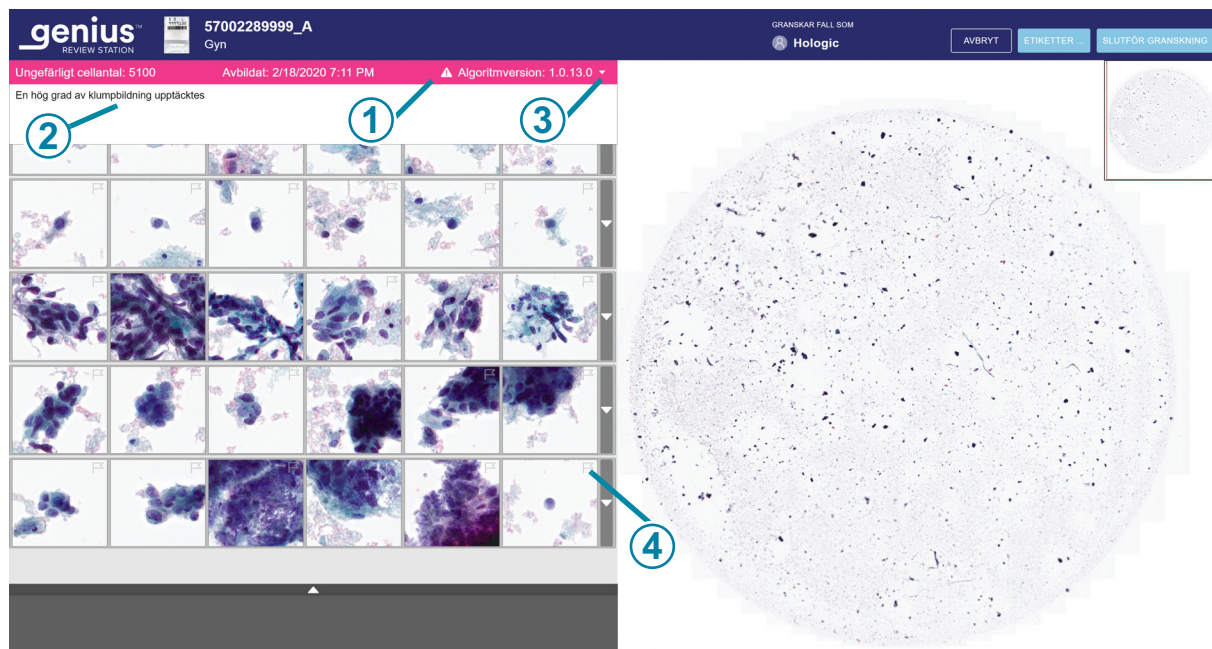 genius™
REVIEW STATION
57002289999_A
Gyn
GRANSKAR FALL SOM
Hologic
AVBRYT
ETIKETTER ...
SLUTFÖR GRANSKNING
Ungefärligt cellantal: 5100
Avbildat: 2/18/2020 7:11 PM
Algoritmversion: 1.0.13.0
En hög grad av klumpbildning upptäcktes
1
2
3
4